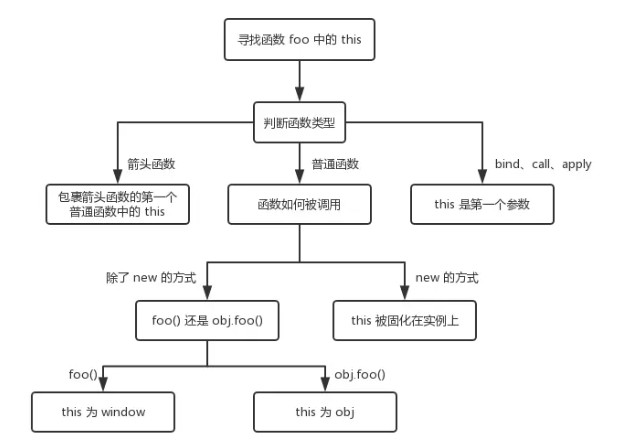 寻找函数 foo 中的 this
判断函数类型
箭头函数
普通函数
bind、call、apply
包裹箭头函数的第一个
普通函数中的 this
函数如何被调用
this 是第一个参数
除了 new 的方式
new 的方式
foo() 还是 obj.foo()
this 被固化在实例上
foo()
obj.foo()
this 为 window
this 为 obj